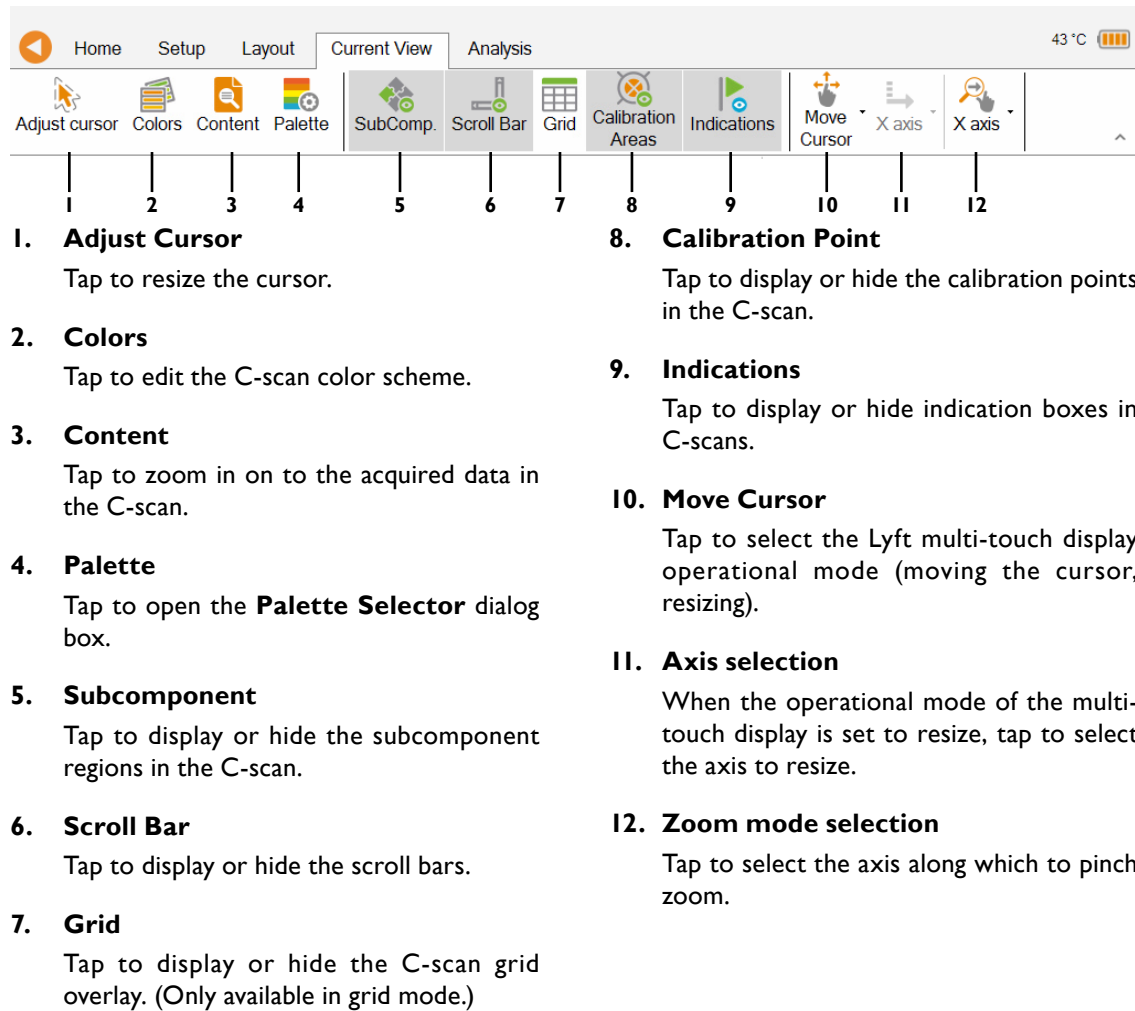 Home Setup Layout Current View Analysis 43 °C
Adjust cursor Colors Content Palette SubComp. Scroll Bar Grid Calibration Areas Indications Move Cursor X axis X axis
1 2 3 4 5 6 7 8 9 10 11 12
1. Adjust Cursor
Tap to resize the cursor.
2. Colors
Tap to edit the C-scan color scheme.
3. Content
Tap to zoom in on to the acquired data in
the C-scan.
4. Palette
Tap to open the Palette Selector dialog
box.
5. Subcomponent
Tap to display or hide the subcomponent
regions in the C-scan.
6. Scroll Bar
Tap to display or hide the scroll bars.
7. Grid
Tap to display or hide the C-scan grid
overlay. (Only available in grid mode.)
8. Calibration Point
Tap to display or hide the calibration points
in the C-scan.
9. Indications
Tap to display or hide indication boxes in
C-scans.
10. Move Cursor
Tap to select the Lyft multi-touch display
operational mode (moving the cursor,
resizing).
11. Axis selection
When the operational mode of the multi-
touch display is set to resize, tap to select
the axis to resize.
12. Zoom mode selection
Tap to select the axis along which to pinch
zoom.